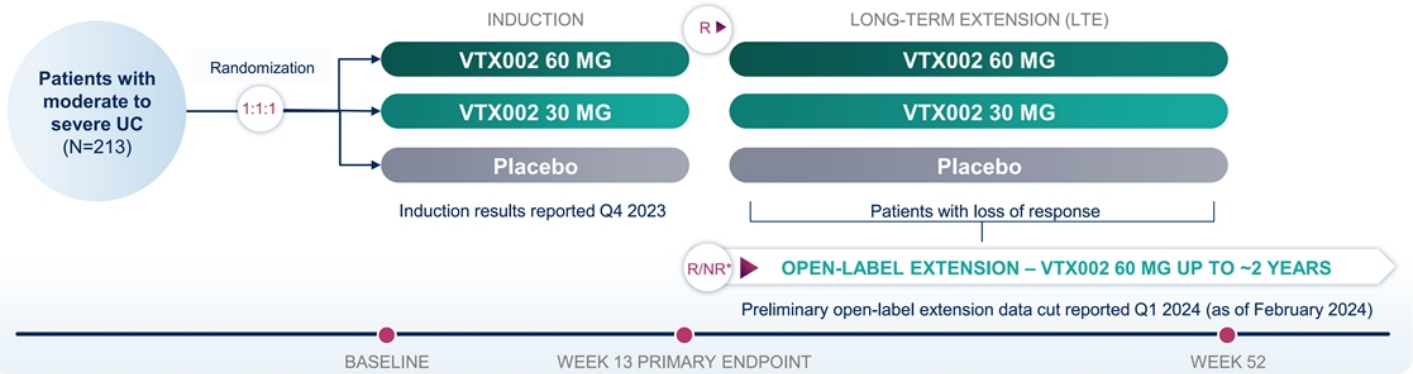 INDUCTION
R
LONG-TERM EXTENSION (LTE)
Patients with
moderate to
severe UC
(N=213)
Randomization
1:1:1
VTX002 60 MG
VTX002 60 MG
VTX002 30 MG
VTX002 30 MG
Placebo
Placebo
Induction results reported Q4 2023
Patients with loss of response
R/NR*
OPEN-LABEL EXTENSION – VTX002 60 MG UP TO ~2 YEARS
Preliminary open-label extension data cut reported Q1 2024 (as of February 2024)
BASELINE
WEEK 13 PRIMARY ENDPOINT
WEEK 52